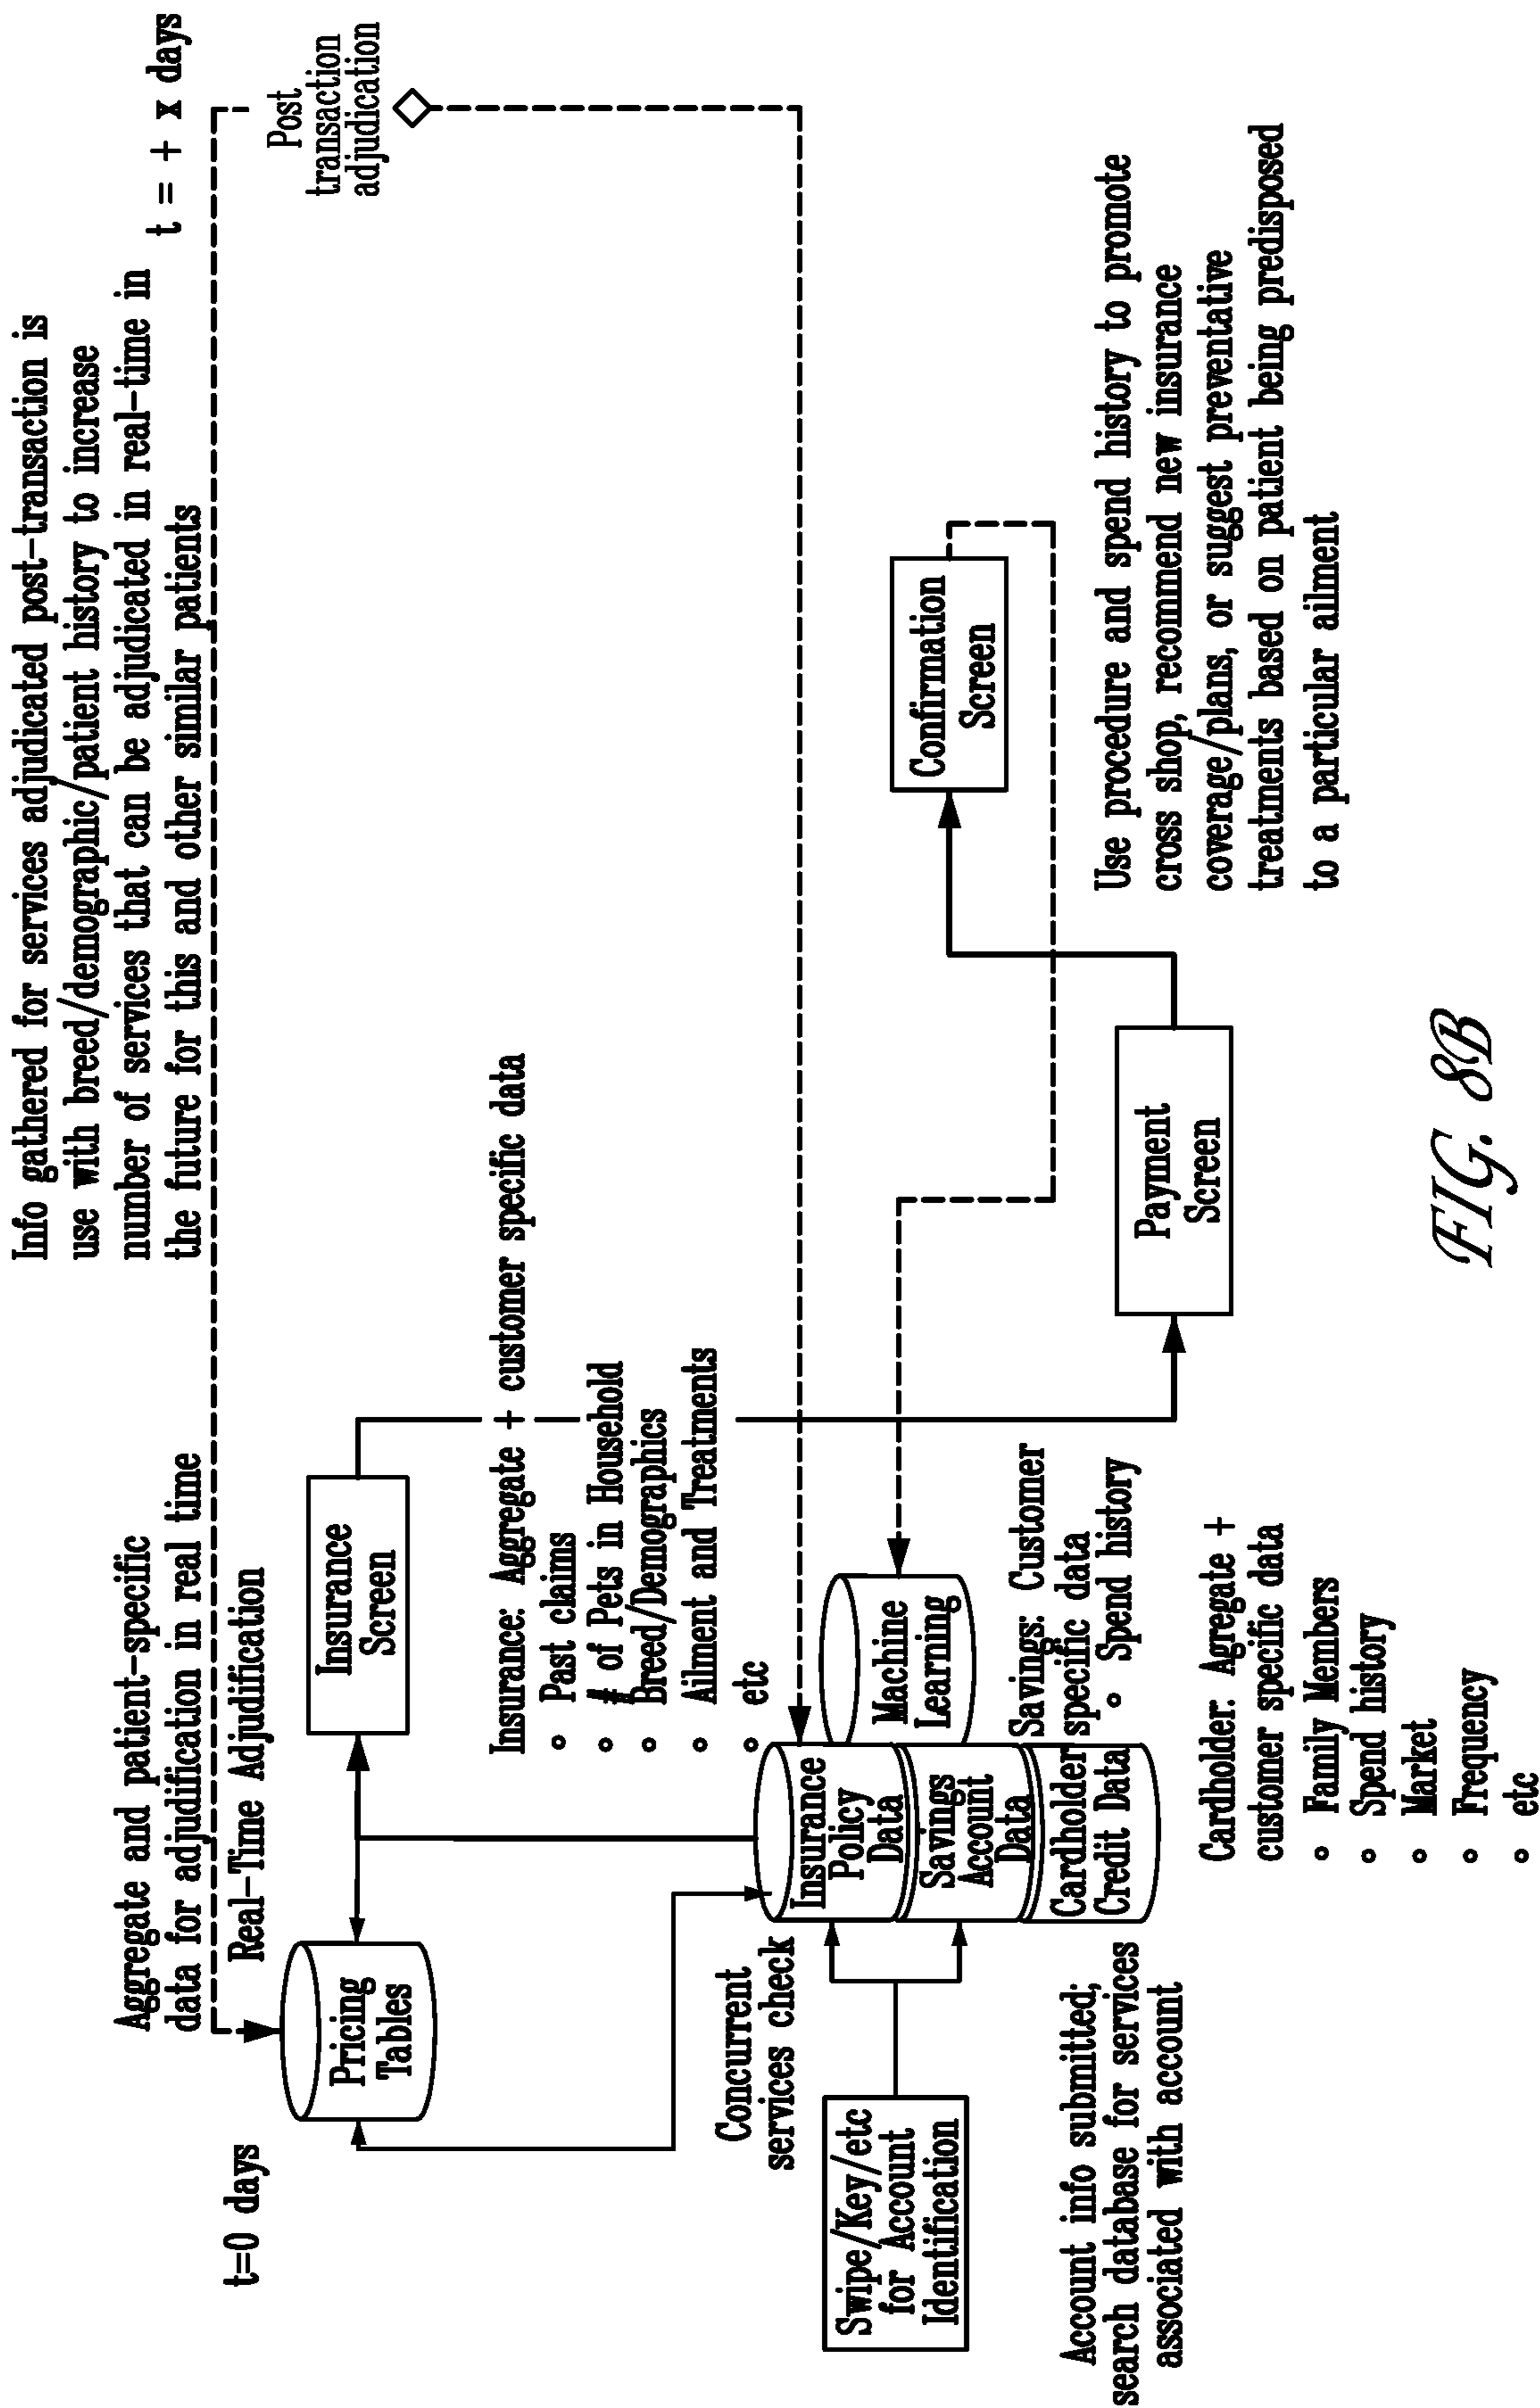 Info gathered for services adjudicated post-transaction is
use with breed/demographic/patient history to increase
number of services that can be adjudicated in real-time in
the future for this and other similar patients
t = + x days
Aggregate and patient-specific
data for adjudification in real time
Real-Time Adjudification
t=0 days
Pricing
Tables
Insurance
Screen
Post
transaction
adjudication
Insurance: Aggregate + customer specific data
∘ Past claims
∘ # of Pets in Household
∘ Breed/Demographics
∘ Ailment and Treatments
∘ etc
Concurrent
services check
Swipe/Key/etc
for Account
Identification
Account info submitted;
search database for services
associated with account
Insurance
Policy
Data
Savings
Account
Data
Cardholder
Credit Data
Machine
Learning
Savings: Customer
specific data
∘ Spend history
Cardholder: Agregate +
customer specific data
∘ Family Members
∘ Spend history
∘ Market
∘ Frequency
∘ etc
Payment
Screen
Confirmation
Screen
Use procedure and spend history to promote
cross shop, recommend new insurance
coverage/plans, or suggest preventative
treatments based on patient being predisposed
to a particular ailment
FIG. 8B